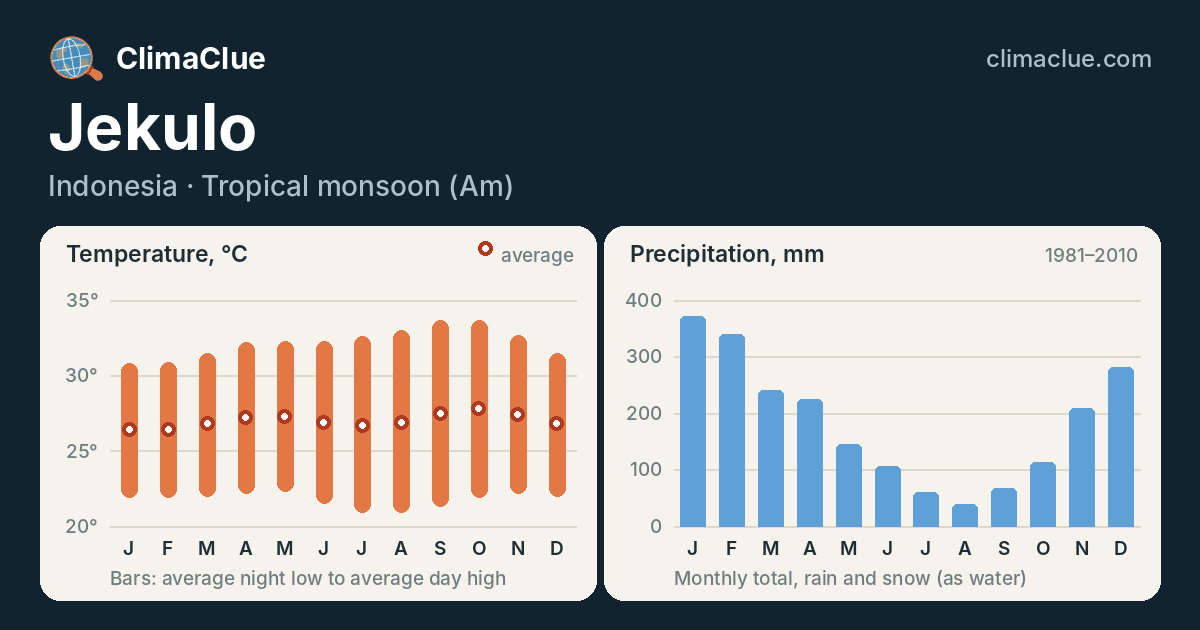 ClimaClue
climaclue.com
Jekulo
Indonesia · Tropical monsoon (Am)
Temperature, °C
average
35°
30°
25°
20°
J F M A M J J A S O N D
Bars: average night low to average day high
Precipitation, mm
1981–2010
400
300
200
100
0
J F M A M J J A S O N D
Monthly total, rain and snow (as water)